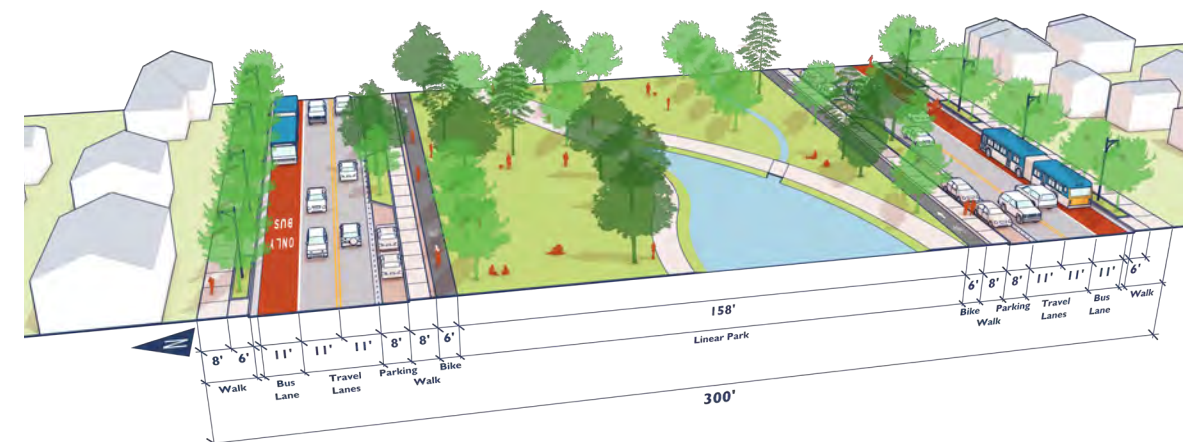 ONLY
BUS
N
8' 6' 11' 11' 11' 8' 8' 6' 158' 6' 8' 8' 11' 11' 11' 6'
Walk
Bus
Lane
Travel
Lanes
Parking
Walk
Bike
Linear Park
Bike
Walk
Parking
Travel
Lanes
Bus
Lane
Walk
300'